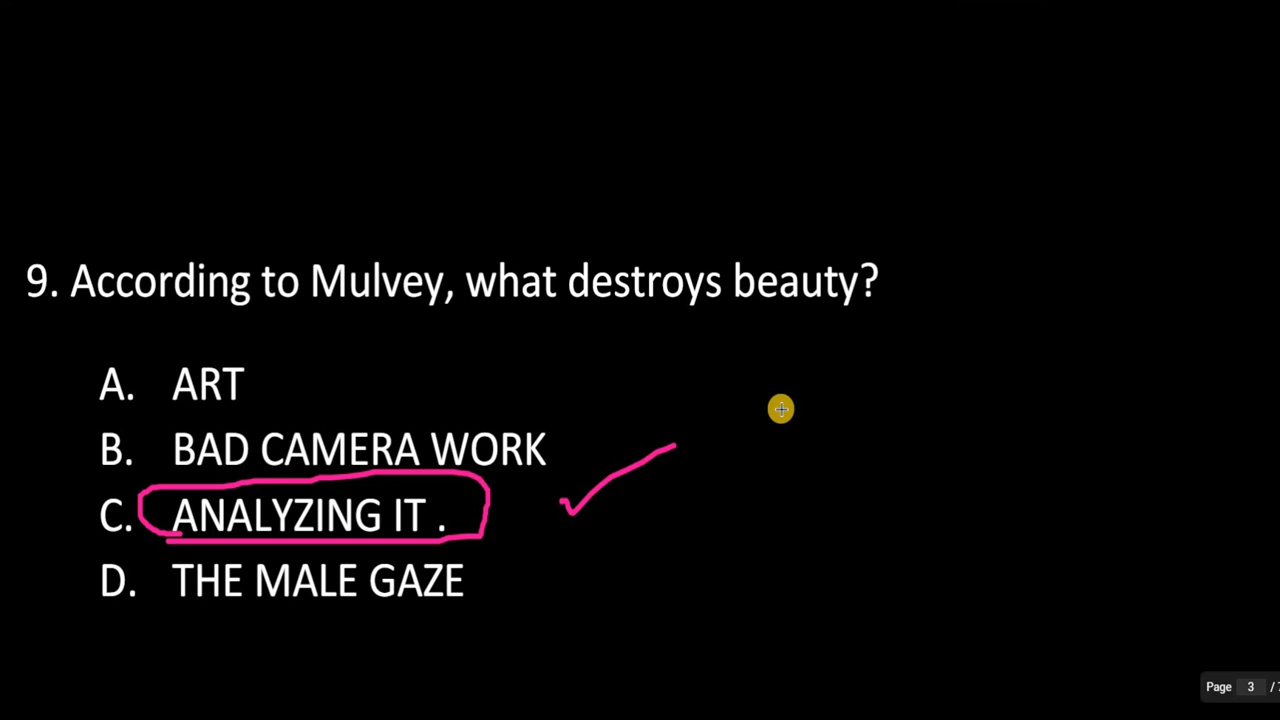 9. According to Mulvey, what destroys beauty?
A. ART
B. BAD CAMERA WORK
C. ANALYZING IT .
D. THE MALE GAZE
Page 3 /